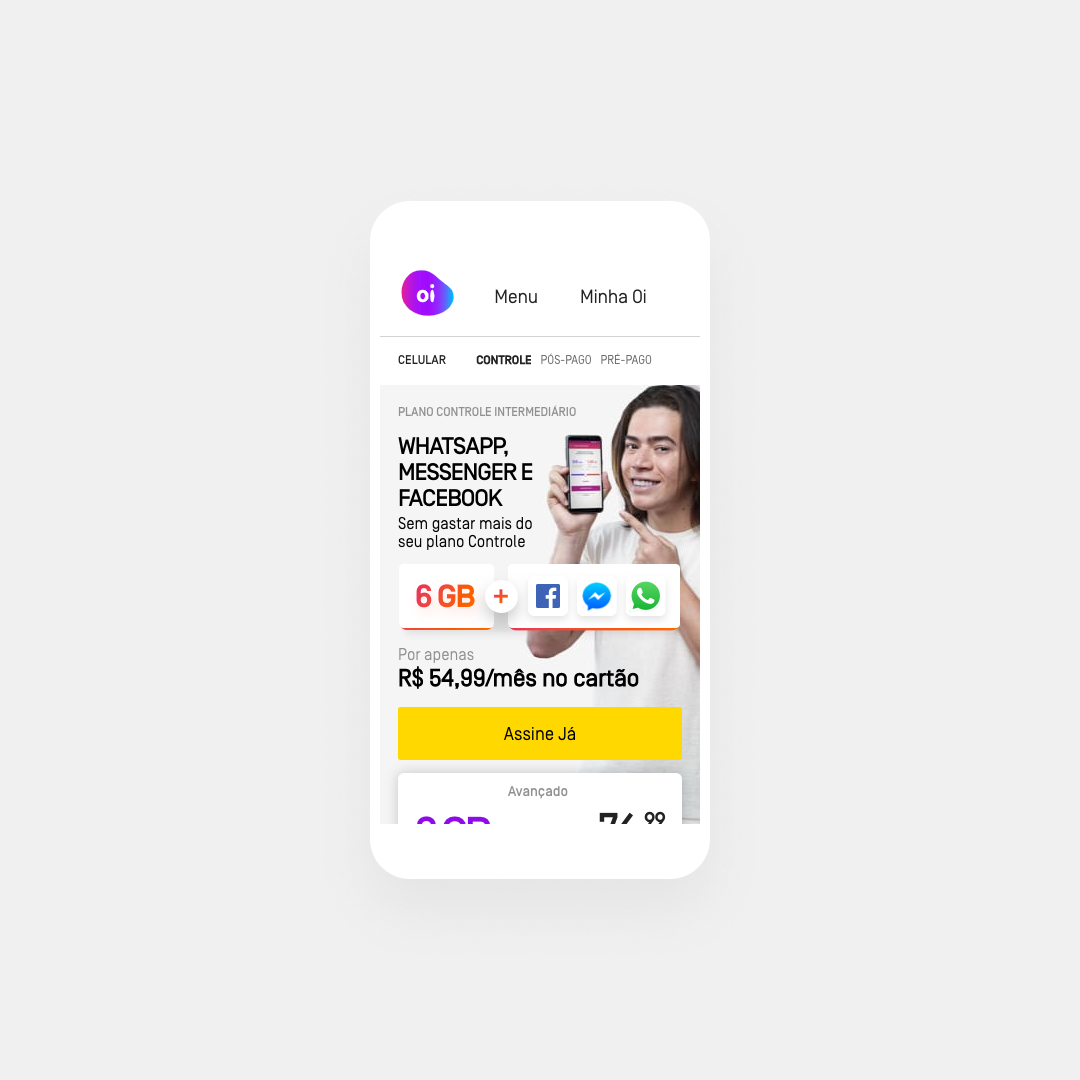 oi
Menu
Minha Oi
CELULAR
CONTROLE
PÓS-PAGO
PRÉ-PAGO
PLANO CONTROLE INTERMEDIÁRIO
WHATSAPP,
MESSENGER E
FACEBOOK
Sem gastar mais do
seu plano Controle
6 GB
+
Por apenas
R$ 54,99/mês no cartão
Assine Já
Avançado
99